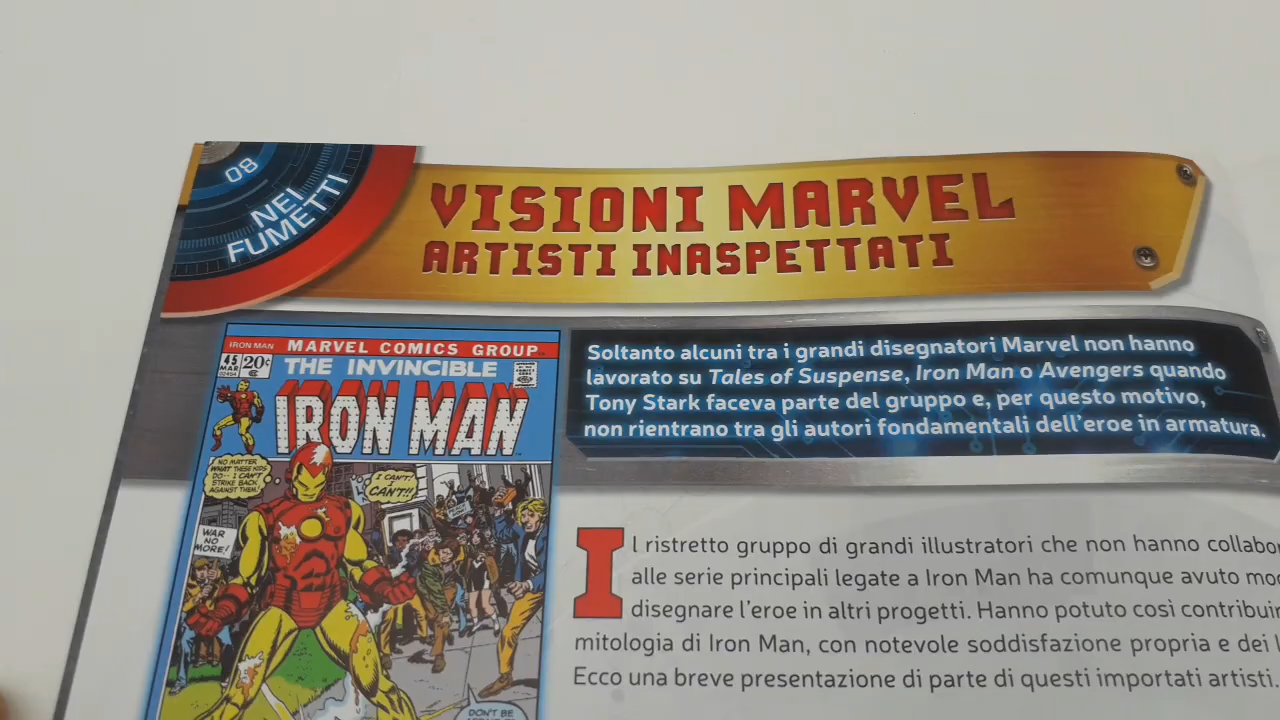 08
NEI
FUMETTI
VISIONI MARVEL
ARTISTI INASPETTATI
IRON MAN
MARVEL COMICS GROUP
45
MAR
20¢
THE INVINCIBLE
IRON MAN
NO MATTER
WHAT THESE KIDS
DO-- I CAN'T
STRIKE BACK
AGAINST THEM!
I CAN'T!
I
CAN'T!!
WAR
NO
MORE!
DON'T BE
Soltanto alcuni tra i grandi disegnatori Marvel non hanno
lavorato su Tales of Suspense, Iron Man o Avengers quando
Tony Stark faceva parte del gruppo e, per questo motivo,
non rientrano tra gli autori fondamentali dell'eroe in armatura.
Il ristretto gruppo di grandi illustratori che non hanno
alle serie principali legate a Iron Man ha comunque avuto
disegnare l'eroe in altri progetti. Hanno potuto così
mitologia di Iron Man, con notevole soddisfazione propria e dei
Ecco una breve presentazione di parte di questi importati artisti.